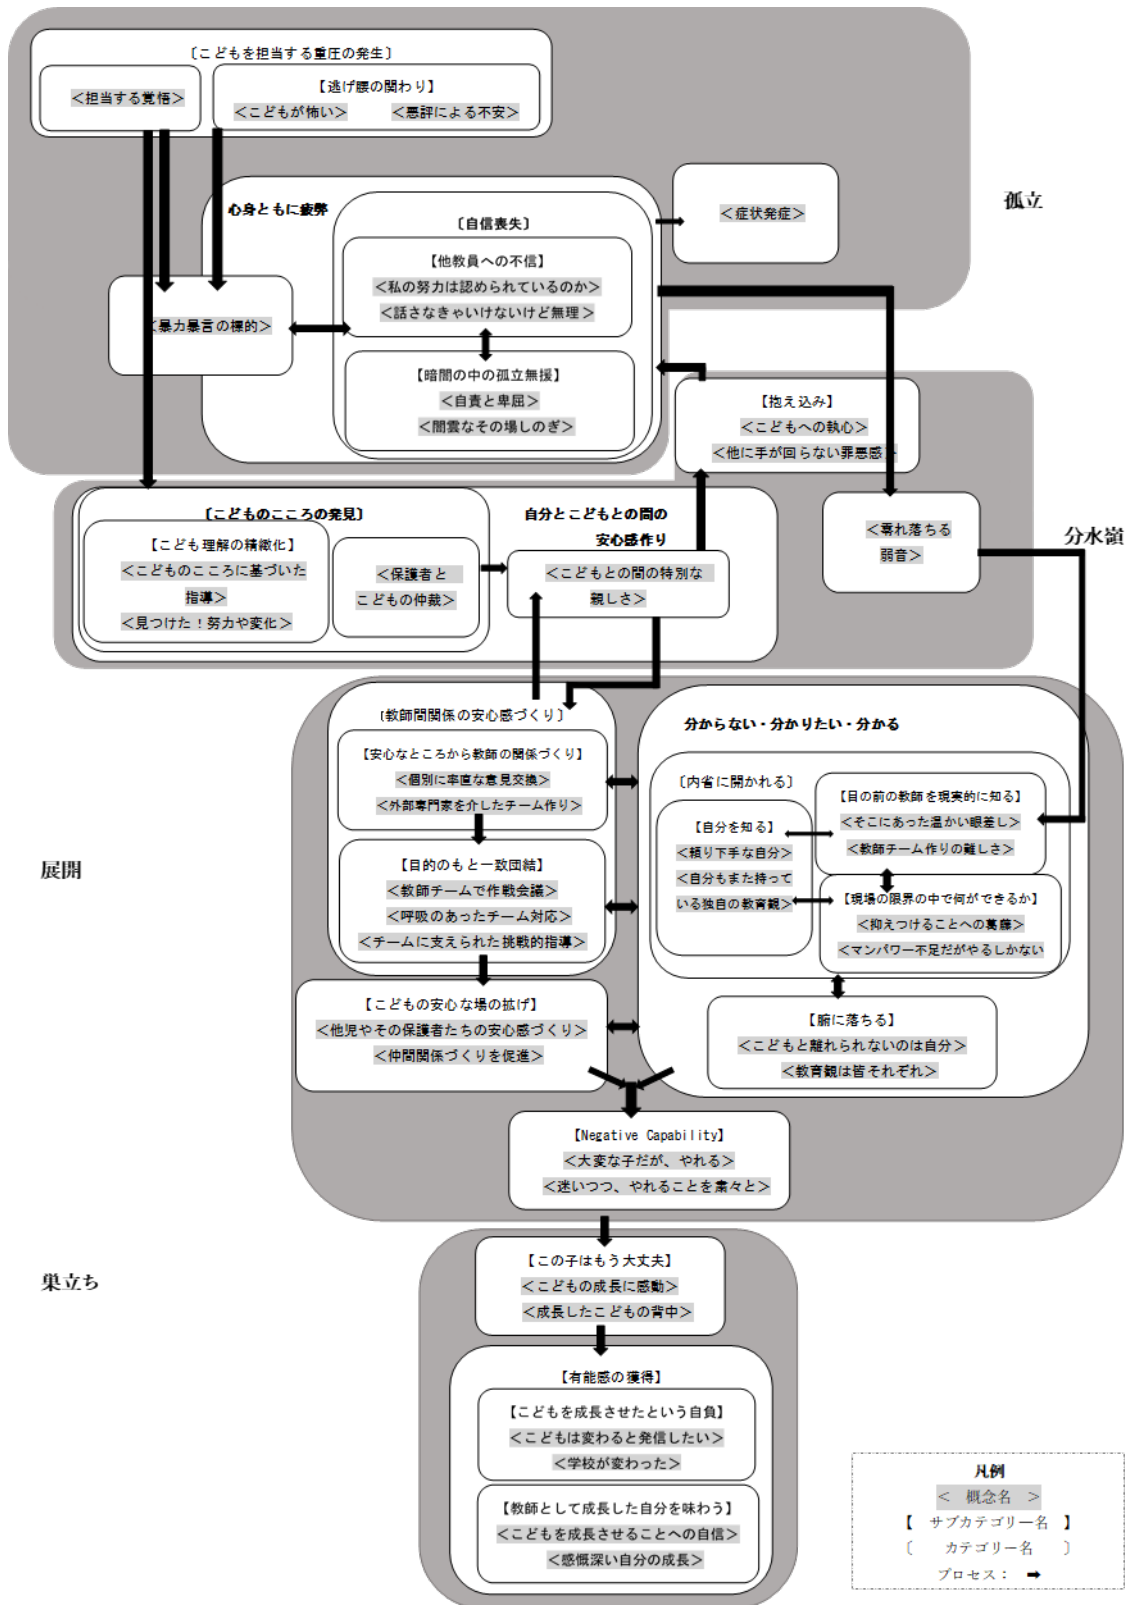 〔こどもを担当する重圧の発生〕
＜担当する覚悟＞
【逃げ腰の関わり】
＜こどもが怖い＞　＜悪評による不安＞
孤立
心身ともに疲弊
〔自信喪失〕
＜症状発症＞
【他教員への不信】
＜私の努力は認められているのか＞
＜話さなきゃいけないけど無理＞
＜暴力暴言の標的＞
【暗闇の中の孤立無援】
＜自責と卑屈＞
＜闇雲なその場しのぎ＞
【抱え込み】
＜こどもへの執心＞
＜他に手が回らない罪悪感＞
分水嶺
＜零れ落ちる
弱音＞
〔こどものこころの発見〕
【こども理解の精緻化】
＜こどものこころに基づいた
指導＞
＜見つけた！努力や変化＞
＜保護者と
こどもの仲裁＞
自分とこどもとの間の
安心感作り
＜こどもとの間の特別な
親しさ＞
展開
〔教師間関係の安心感づくり〕
【安心なところから教師の関係づくり】
＜個別に率直な意見交換＞
＜外部専門家を介したチーム作り＞
【目的のもと一致団結】
＜教師チームで作戦会議＞
＜呼吸のあったチーム対応＞
＜チームに支えられた挑戦的指導＞
【こどもの安心な場の拡げ】
＜他児やその保護者たちの安心感づくり＞
＜仲間関係づくりを促進＞
分からない・分かりたい・分かる
〔内省に開かれる〕
【自分を知る】
＜頼り下手な自分＞
＜自分もまた持って
いる独自の教育観＞
【目の前の教師を現実的に知る】
＜そこにあった温かい眼差し＞
＜教師チーム作りの難しさ＞
【現場の限界の中で何ができるか】
＜抑えつけることへの葛藤＞
＜マンパワー不足だがやるしかない
【腑に落ちる】
＜こどもと離れられないのは自分＞
＜教育観は皆それぞれ＞
【Negative Capability】
＜大変な子だが、やれる＞
＜迷いつつ、やれることを粛々と＞
巣立ち
【この子はもう大丈夫】
＜こどもの成長に感動＞
＜成長したこどもの背中＞
【有能感の獲得】
【こどもを成長させたという自負】
＜こどもは変わると発信したい＞
＜学校が変わった＞
【教師として成長した自分を味わう】
＜こどもを成長させることへの自信＞
＜感慨深い自分の成長＞
凡例
＜　概念名　＞
【　サブカテゴリー名　】
〔　カテゴリー名　〕
プロセス：　➡